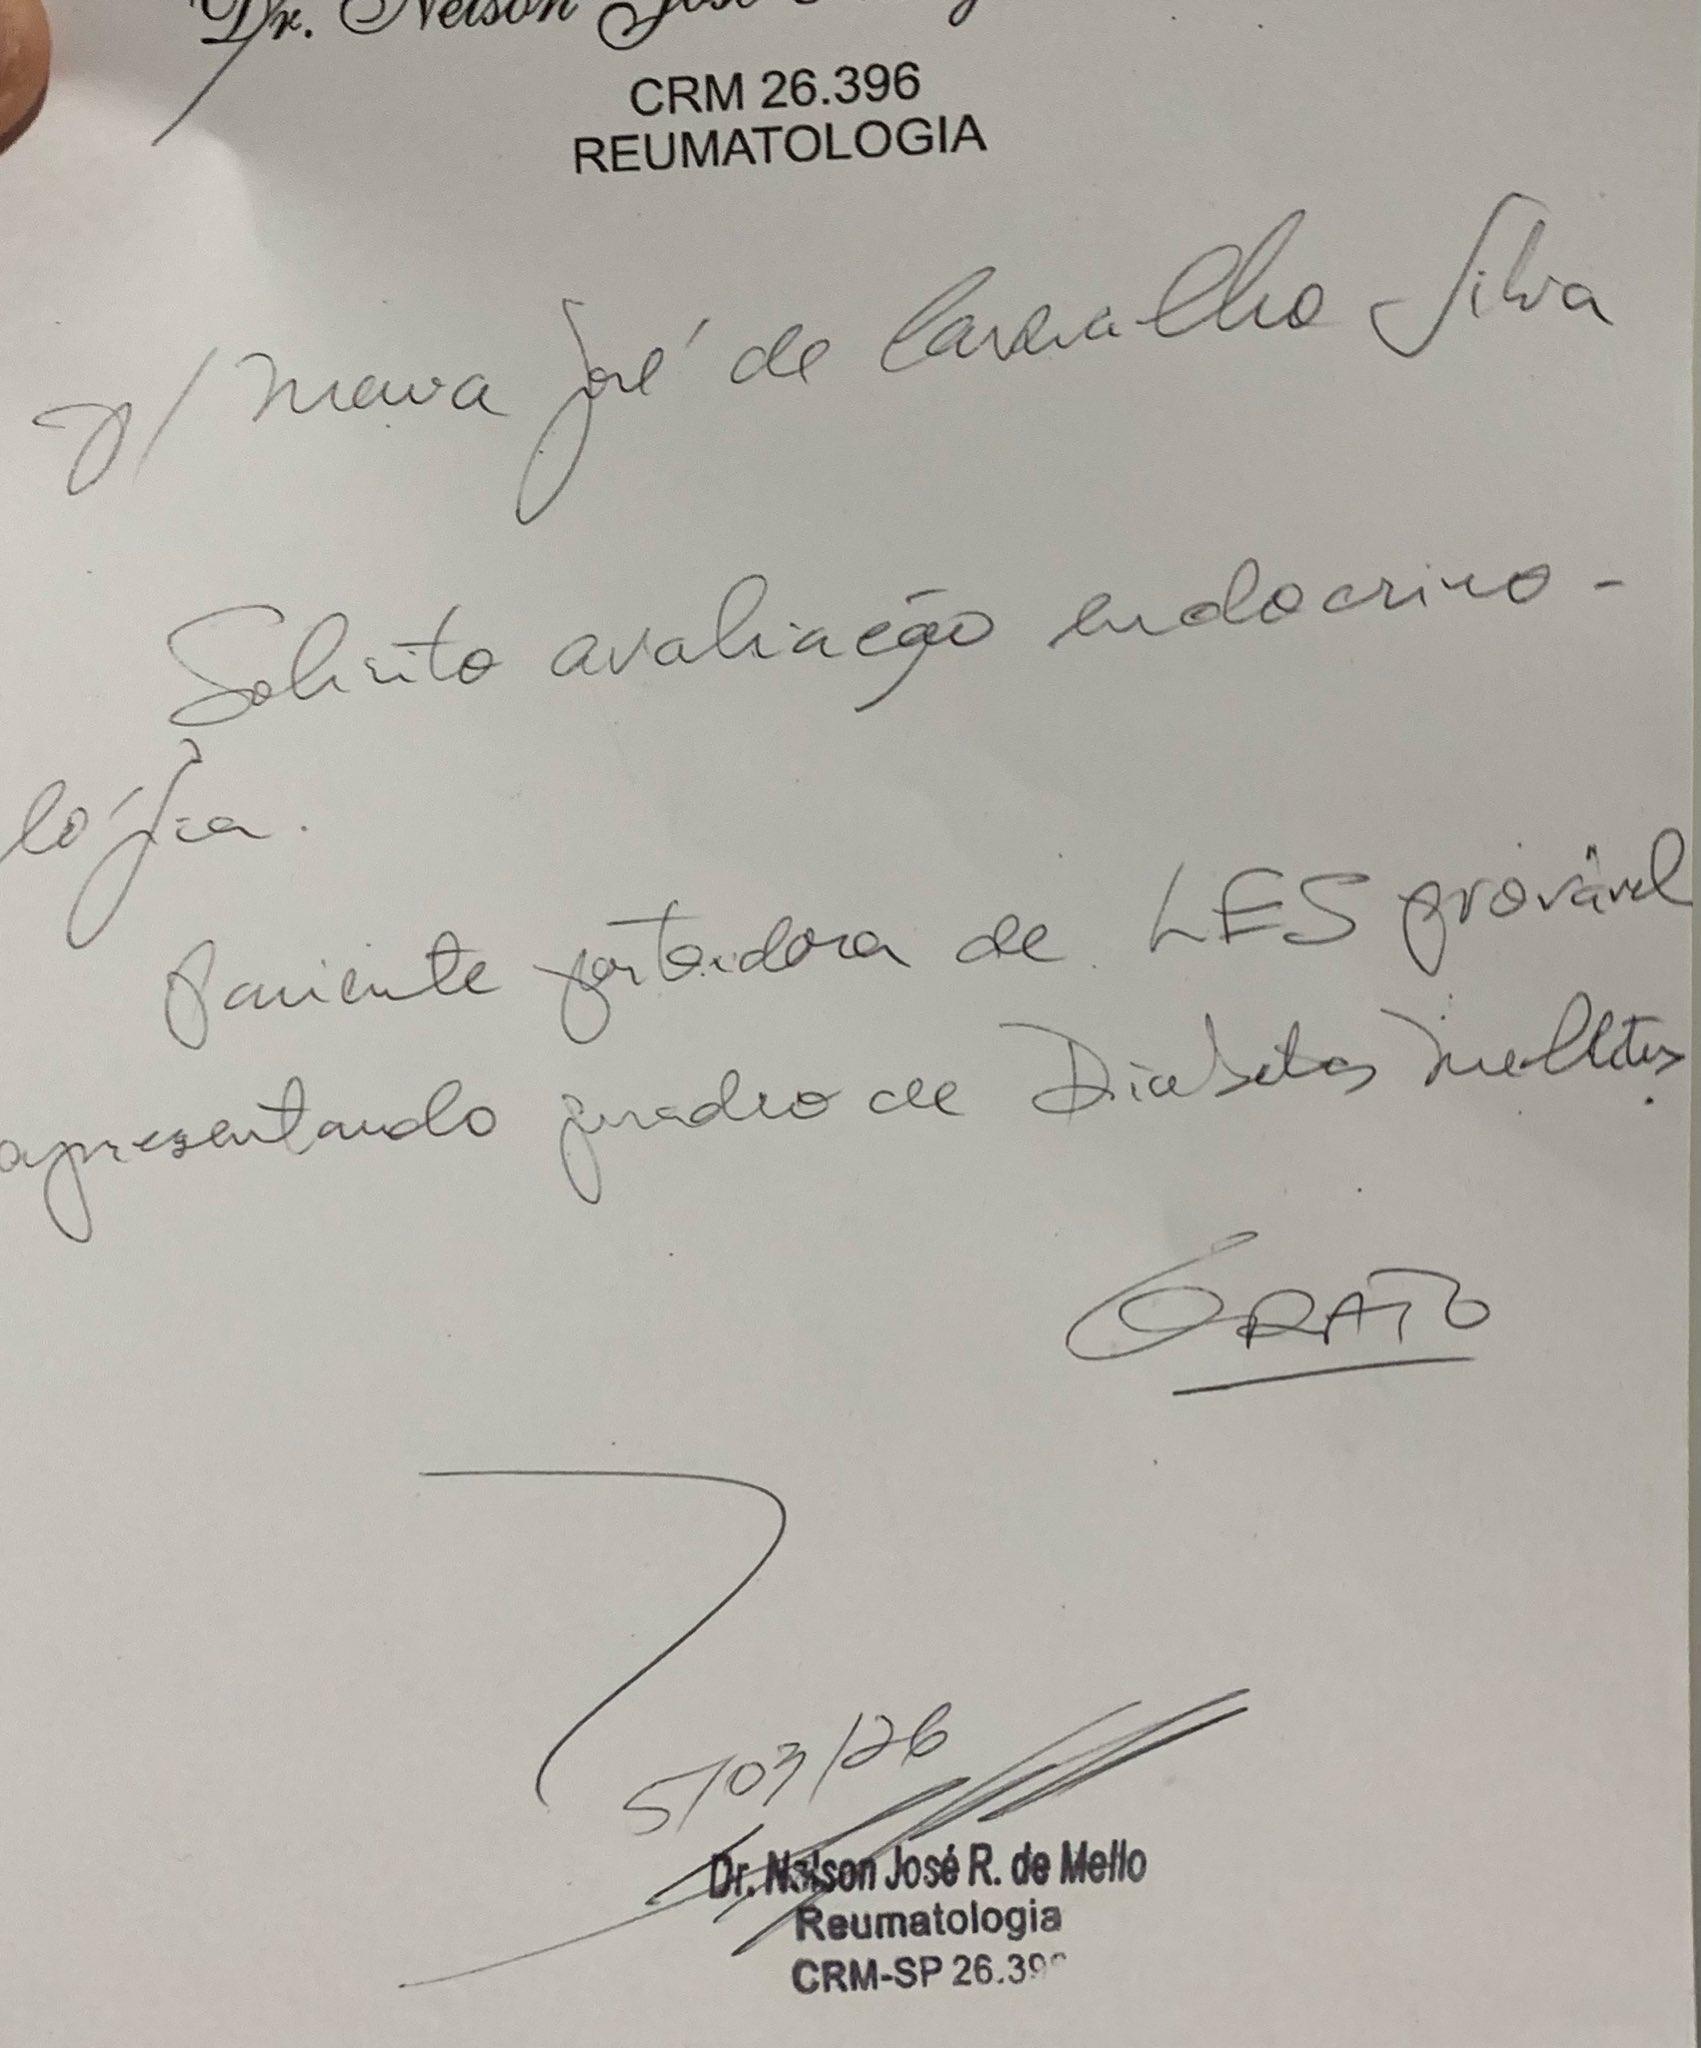 Dr. Nelson José
CRM 26.396
REUMATOLOGIA
p/ Maria José de Carvalho Silva
Solicito avaliação endocrino-
lógica.
Paciente portadora de LES provável
apresentando quadro de Diabetes Mellitus.
GRATO
5/03/26
Dr. Nelson José R. de Mello
Reumatologia
CRM-SP 26.396